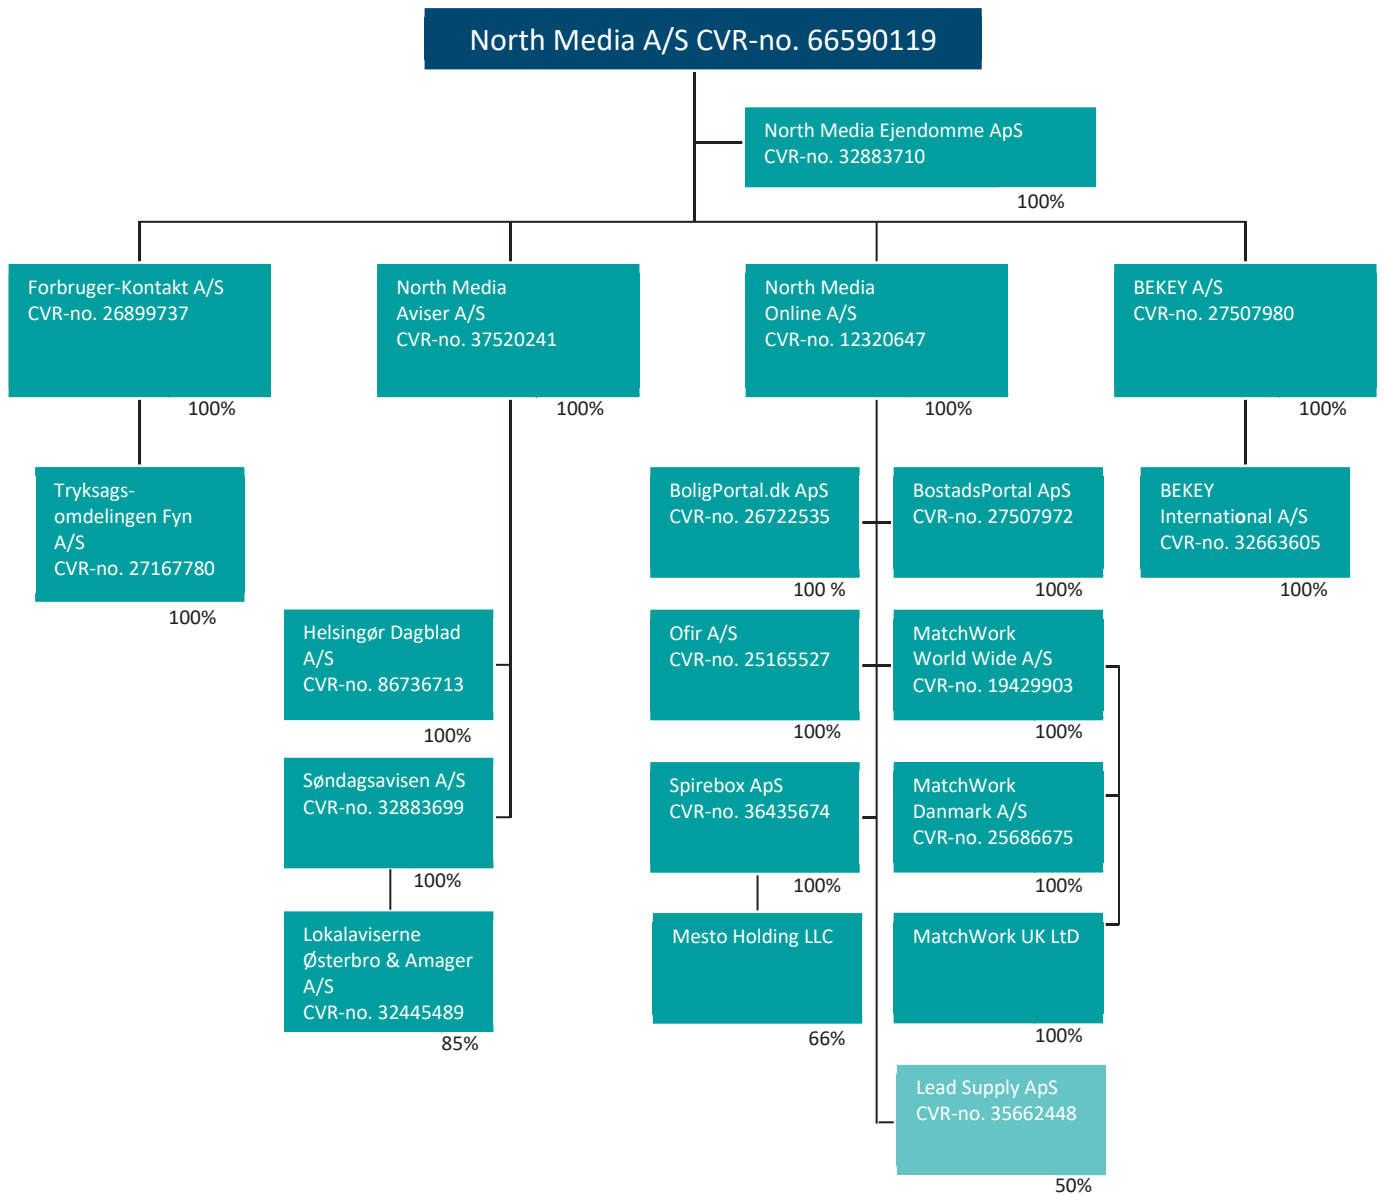 North Media A/S CVR-no. 66590119
North Media Ejendomme ApS
CVR-no. 32883710
100%
Forbruger-Kontakt A/S
CVR-no. 26899737
100%
North Media
Aviser A/S
CVR-no. 37520241
100%
North Media
Online A/S
CVR-no. 12320647
100%
BEKEY A/S
CVR-no. 27507980
100%
Tryksags-
omdelingen Fyn
A/S
CVR-no. 27167780
100%
BoligPortal.dk ApS
CVR-no. 26722535
100 %
BostadsPortal ApS
CVR-no. 27507972
100%
BEKEY
International A/S
CVR-no. 32663605
100%
Helsingør Dagblad
A/S
CVR-no. 86736713
100%
Ofir A/S
CVR-no. 25165527
100%
MatchWork
World Wide A/S
CVR-no. 19429903
100%
Søndagsavisen A/S
CVR-no. 32883699
100%
Spirebox ApS
CVR-no. 36435674
100%
MatchWork
Danmark A/S
CVR-no. 25686675
100%
Lokalaviserne
Østerbro & Amager
A/S
CVR-no. 32445489
85%
Mesto Holding LLC
66%
MatchWork UK LtD
100%
Lead Supply ApS
CVR-no. 35662448
50%